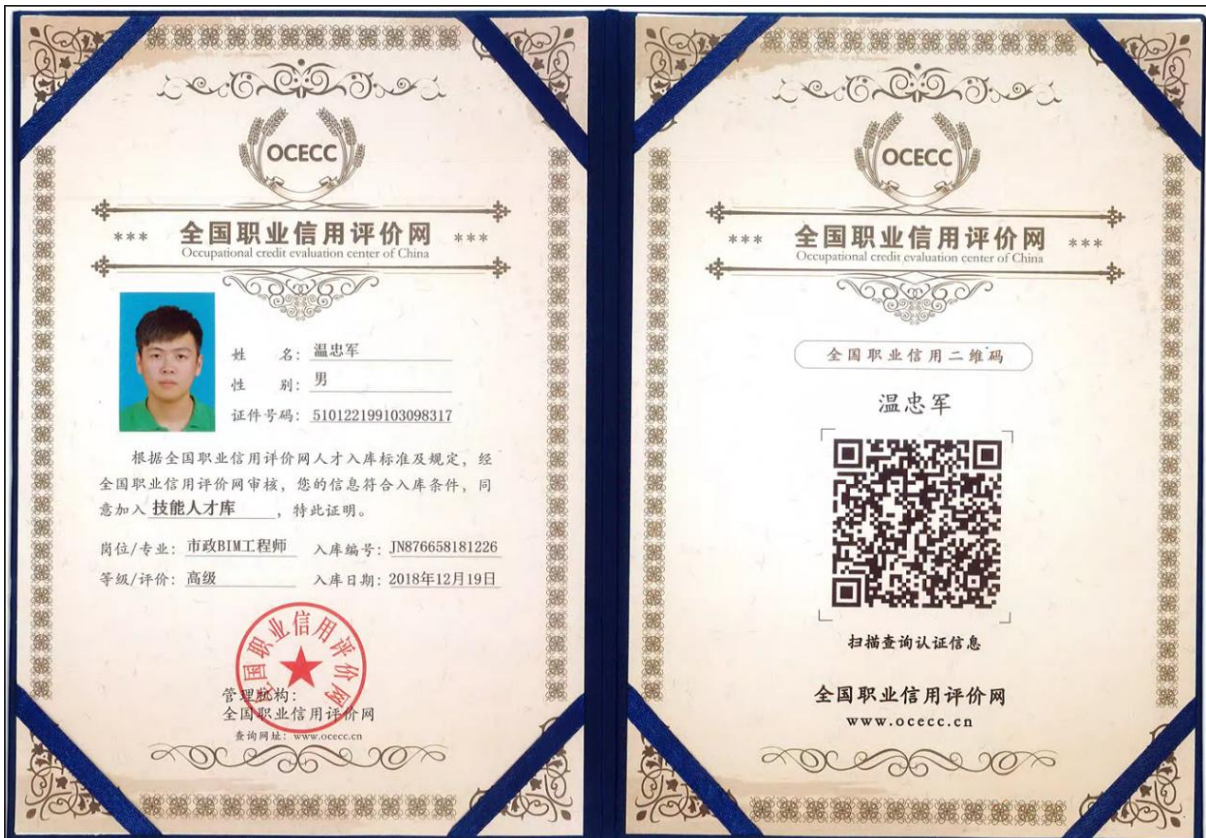 OCECC
*** 全国职业信用评价网 ***
Occupational credit evaluation center of China
姓 名: 温忠军
性 别: 男
证件号码: 510122199103098317
根据全国职业信用评价网人才入库标准及规定，经
全国职业信用评价网审核，您的信息符合入库条件，同
意加入 技能人才库 ，特此证明。
岗位/专业: 市政BIM工程师 入库编号: JN876658181226
等级/评价: 高级 入库日期: 2018年12月19日
全国职业信用评价网
管理机构:
全国职业信用评价网
查询网址: www.ocecc.cn
OCECC
*** 全国职业信用评价网 ***
Occupational credit evaluation center of China
全国职业信用二维码
温忠军
扫描查询认证信息
全国职业信用评价网
www.ocecc.cn